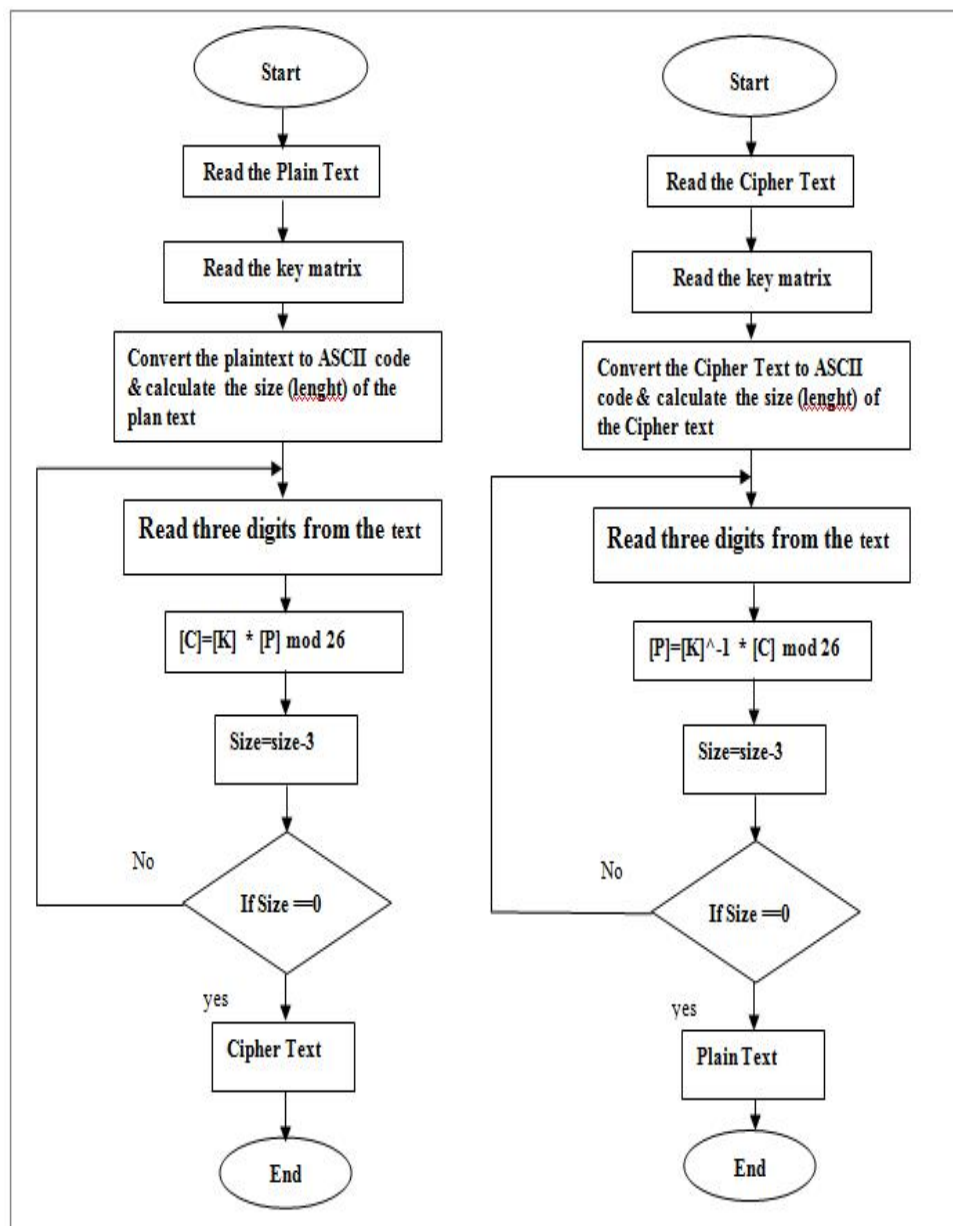 Start
Read the Plain Text
Read the key matrix
Convert the plaintext to ASCII code
& calculate the size (lenght) of the
plan text
Read three digits from the text
[C]=[K] * [P] mod 26
Size=size-3
No
If Size ==0
yes
Cipher Text
End
Start
Read the Cipher Text
Read the key matrix
Convert the Cipher Text to ASCII
code & calculate the size (lenght) of
the Cipher text
Read three digits from the text
[P]=[K]^-1 * [C] mod 26
Size=size-3
No
If Size ==0
yes
Plain Text
End